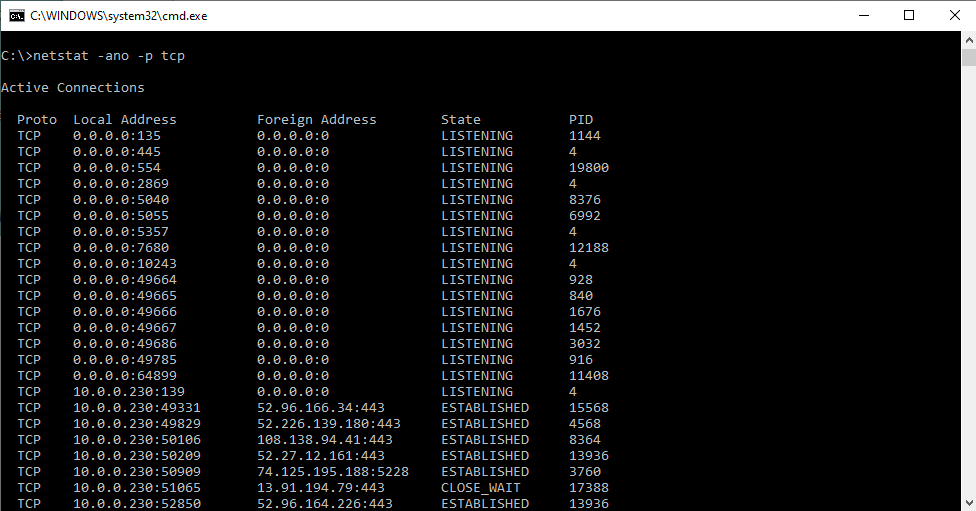 C:\WINDOWS\system32\cmd.exe
C:\>netstat -ano -p tcp
Active Connections
Proto  Local Address          Foreign Address        State           PID
TCP    0.0.0.0:135            0.0.0.0:0              LISTENING       1144
TCP    0.0.0.0:445            0.0.0.0:0              LISTENING       4
TCP    0.0.0.0:554            0.0.0.0:0              LISTENING       19800
TCP    0.0.0.0:2869           0.0.0.0:0              LISTENING       4
TCP    0.0.0.0:5040           0.0.0.0:0              LISTENING       8376
TCP    0.0.0.0:5055           0.0.0.0:0              LISTENING       6992
TCP    0.0.0.0:5357           0.0.0.0:0              LISTENING       4
TCP    0.0.0.0:7680           0.0.0.0:0              LISTENING       12188
TCP    0.0.0.0:10243          0.0.0.0:0              LISTENING       4
TCP    0.0.0.0:49664          0.0.0.0:0              LISTENING       928
TCP    0.0.0.0:49665          0.0.0.0:0              LISTENING       840
TCP    0.0.0.0:49666          0.0.0.0:0              LISTENING       1676
TCP    0.0.0.0:49667          0.0.0.0:0              LISTENING       1452
TCP    0.0.0.0:49686          0.0.0.0:0              LISTENING       3032
TCP    0.0.0.0:49785          0.0.0.0:0              LISTENING       916
TCP    0.0.0.0:64899          0.0.0.0:0              LISTENING       11408
TCP    10.0.0.230:139         0.0.0.0:0              LISTENING       4
TCP    10.0.0.230:49331       52.96.166.34:443       ESTABLISHED     15568
TCP    10.0.0.230:49829       52.226.139.180:443     ESTABLISHED     4568
TCP    10.0.0.230:50106       108.138.94.41:443      ESTABLISHED     8364
TCP    10.0.0.230:50209       52.27.12.161:443       ESTABLISHED     13936
TCP    10.0.0.230:50909       74.125.195.188:5228    ESTABLISHED     3760
TCP    10.0.0.230:51065       13.91.194.79:443       CLOSE_WAIT      17388
TCP    10.0.0.230:52850       52.96.164.226:443      ESTABLISHED     13936